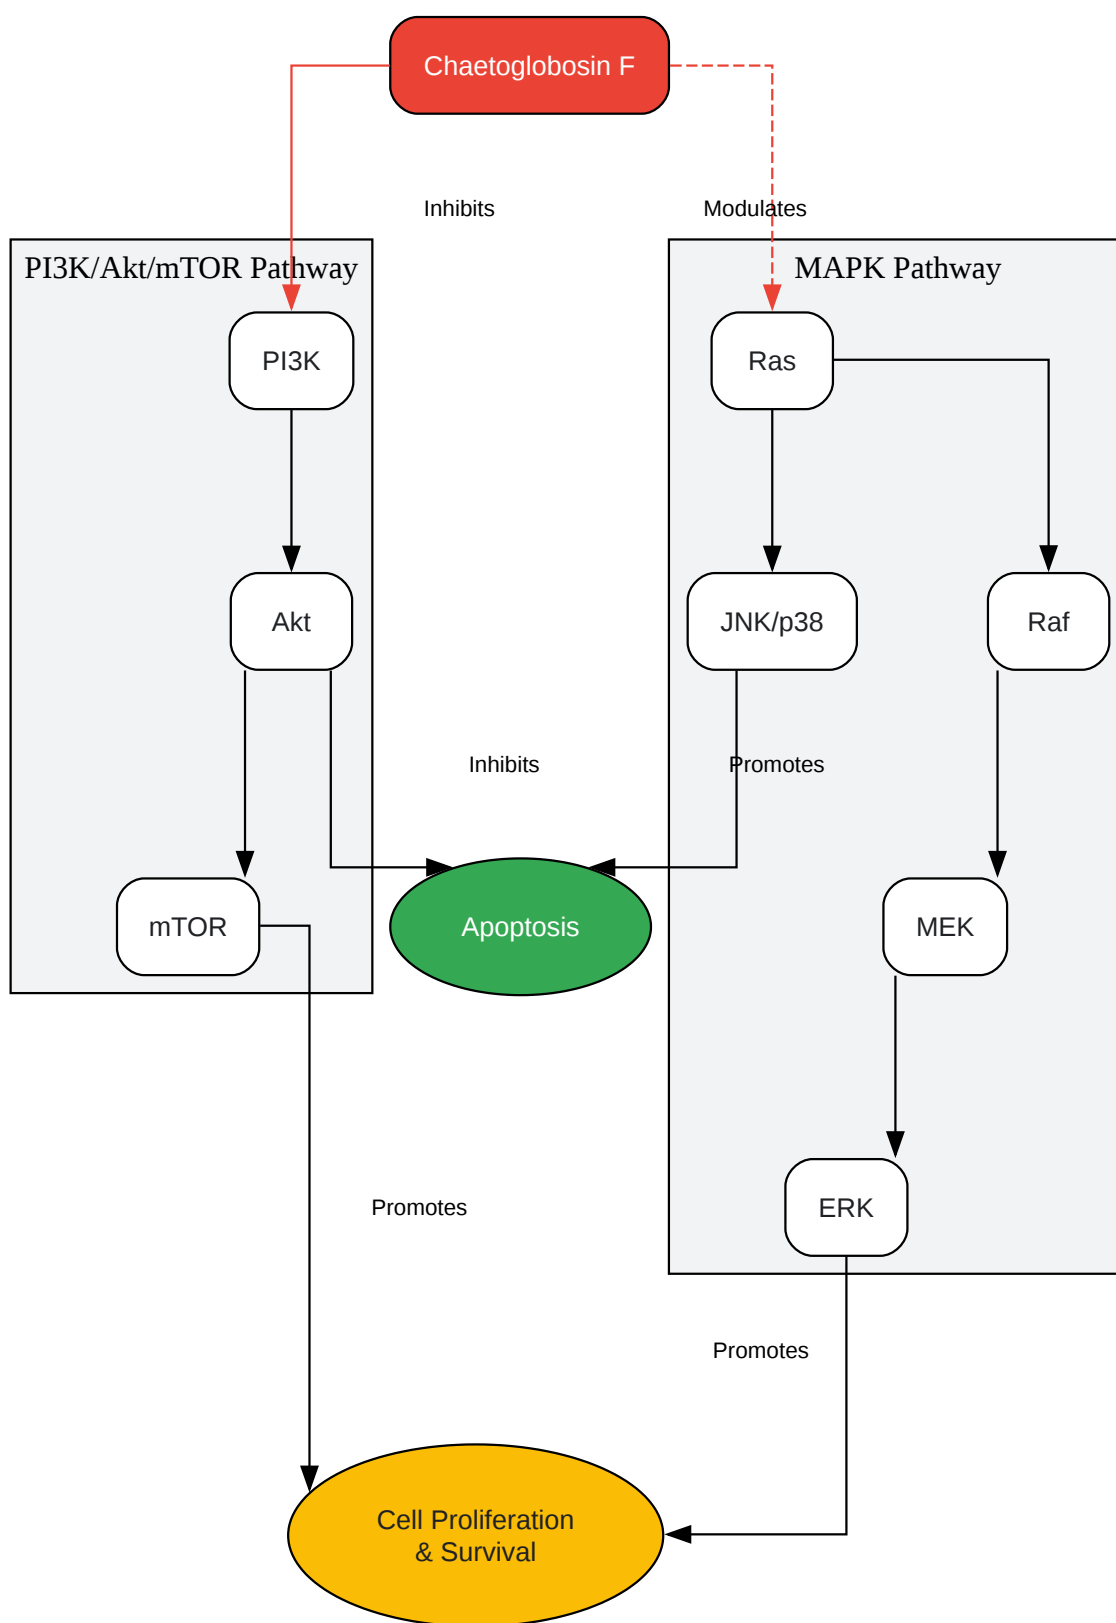 Chaetoglobosin F
Inhibits
Modulates
PI3K/Akt/mTOR Pathway
MAPK Pathway
PI3K
Ras
Akt
JNK/p38
Raf
Inhibits
Promotes
mTOR
Apoptosis
MEK
ERK
Promotes
Promotes
Cell Proliferation
& Survival